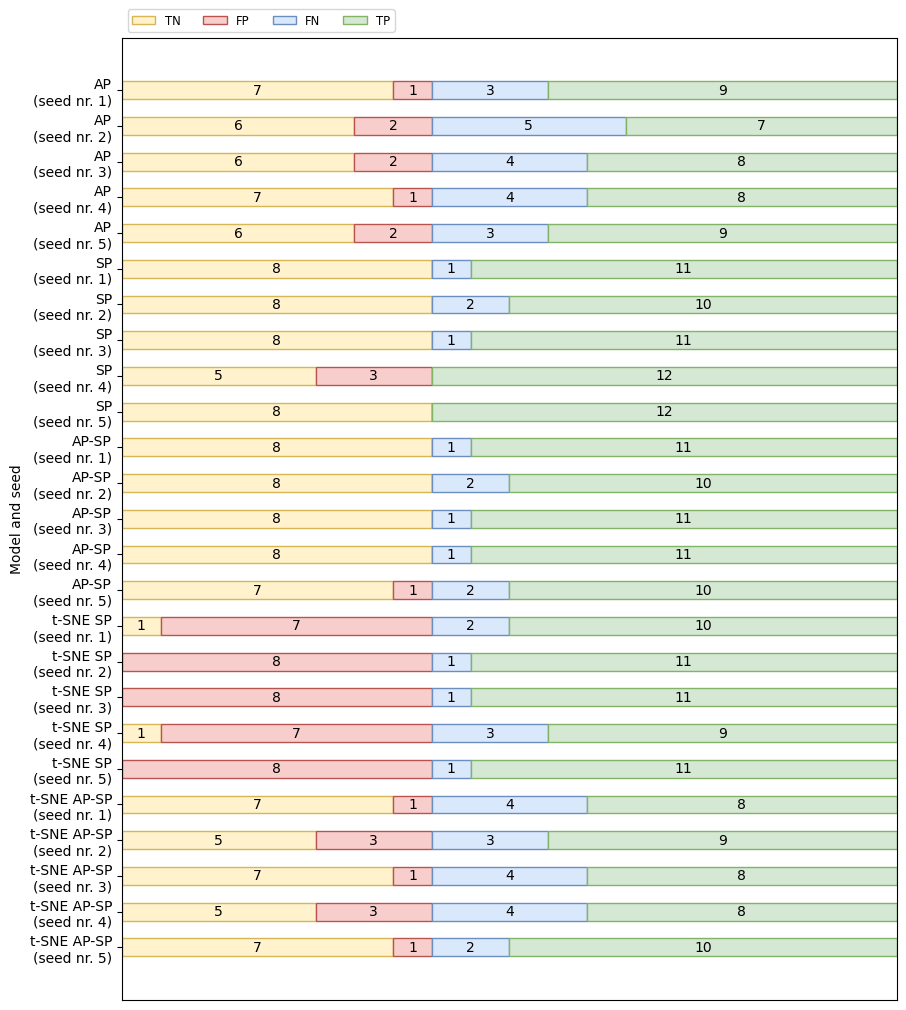 TN FP FN TP
AP
(seed nr. 1)
7 1 3 9
AP
(seed nr. 2)
6 2 5 7
AP
(seed nr. 3)
6 2 4 8
AP
(seed nr. 4)
7 1 4 8
AP
(seed nr. 5)
6 2 3 9
SP
(seed nr. 1)
8 1 11
SP
(seed nr. 2)
8 2 10
SP
(seed nr. 3)
8 1 11
SP
(seed nr. 4)
5 3 12
SP
(seed nr. 5)
8 12
AP-SP
(seed nr. 1)
8 1 11
AP-SP
(seed nr. 2)
8 2 10
AP-SP
(seed nr. 3)
8 1 11
AP-SP
(seed nr. 4)
8 1 11
AP-SP
(seed nr. 5)
7 1 2 10
t-SNE SP
(seed nr. 1)
1 7 2 10
t-SNE SP
(seed nr. 2)
8 1 11
t-SNE SP
(seed nr. 3)
8 1 11
t-SNE SP
(seed nr. 4)
1 7 3 9
t-SNE SP
(seed nr. 5)
8 1 11
t-SNE AP-SP
(seed nr. 1)
7 1 4 8
t-SNE AP-SP
(seed nr. 2)
5 3 3 9
t-SNE AP-SP
(seed nr. 3)
7 1 4 8
t-SNE AP-SP
(seed nr. 4)
5 3 4 8
t-SNE AP-SP
(seed nr. 5)
7 1 2 10
Model and seed